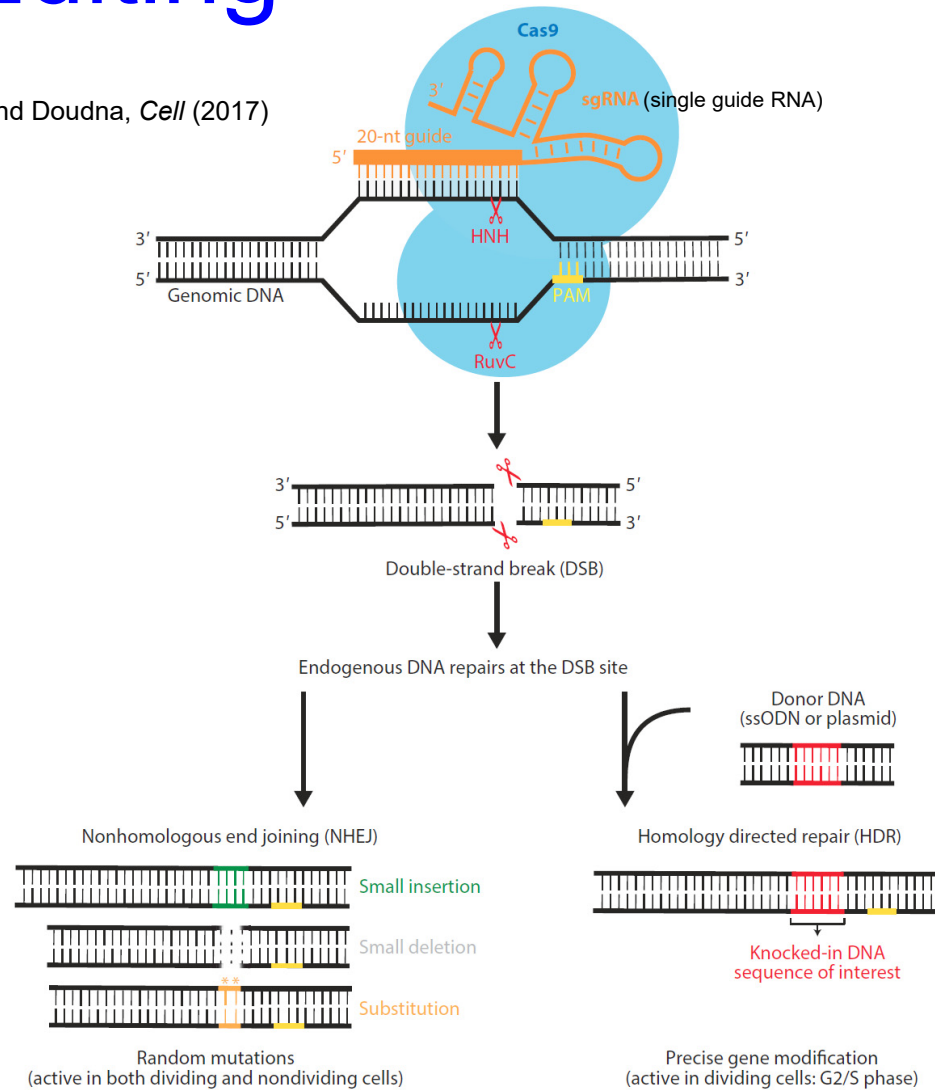 nd Doudna, Cell (2017)
Cas9
3′
sgRNA (single guide RNA)
20-nt guide
5′
HNH
3′
5′
5′
3′
Genomic DNA
PAM
RuvC
3′
5′
5′
3′
Double-strand break (DSB)
Endogenous DNA repairs at the DSB site
Donor DNA
(ssODN or plasmid)
Nonhomologous end joining (NHEJ)
Homology directed repair (HDR)
Small insertion
Small deletion
Knocked-in DNA
sequence of interest
**
Substitution
Random mutations
(active in both dividing and nondividing cells)
Precise gene modification
(active in dividing cells: G2/S phase)